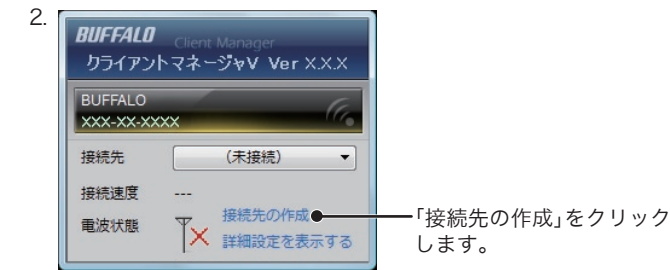 2.
BUFFALO Client Manager
クライアントマネージャV Ver X.X.X
BUFFALO
XXX-XX-XXXX
接続先 (未接続)
接続速度 ---
電波状態
接続先の作成
詳細設定を表示する
「接続先の作成」をクリック
します。